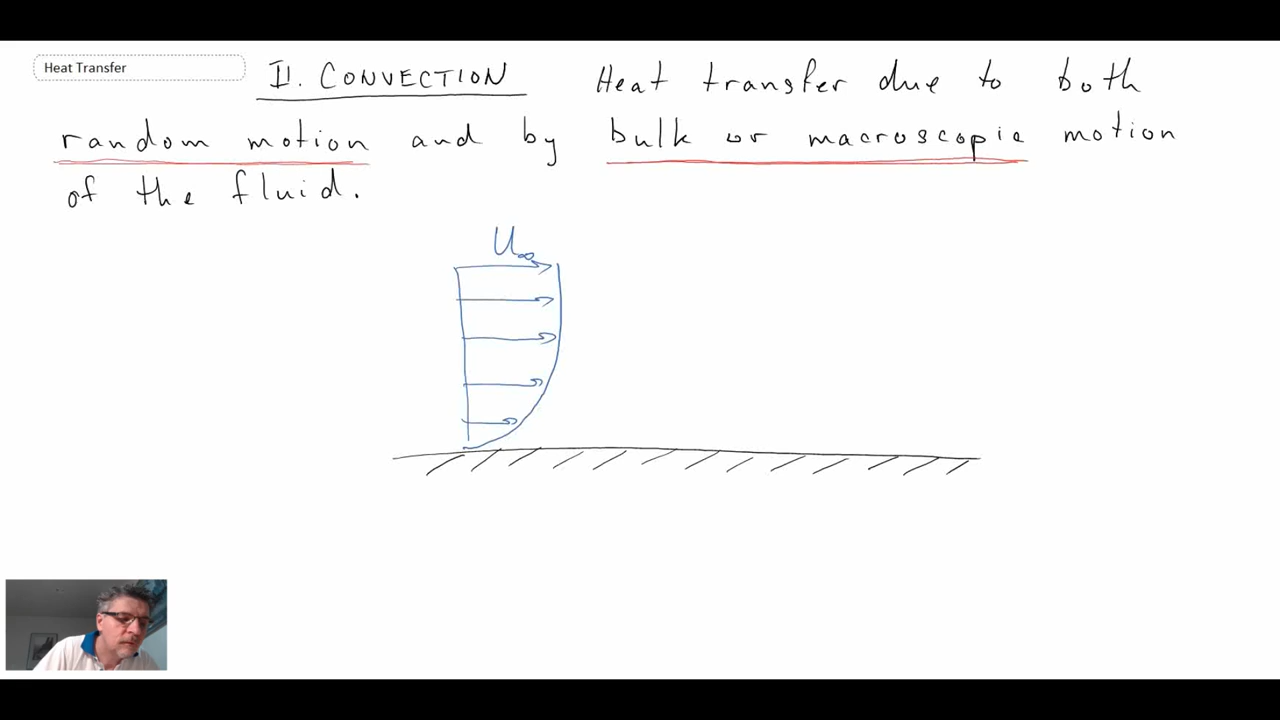 Heat Transfer
II. CONVECTION Heat transfer due to both
random motion and by bulk or macroscopic motion
of the fluid.
U∞